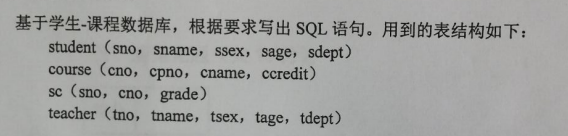 基于学生-课程数据库，根据要求写出 SQL 语句。用到的表结构如下：
student（sno，sname，ssex，sage，sdept）
course（cno，cpno，cname，ccredit）
sc（sno，cno，grade）
teacher（tno，tname，tsex，tage，tdept）